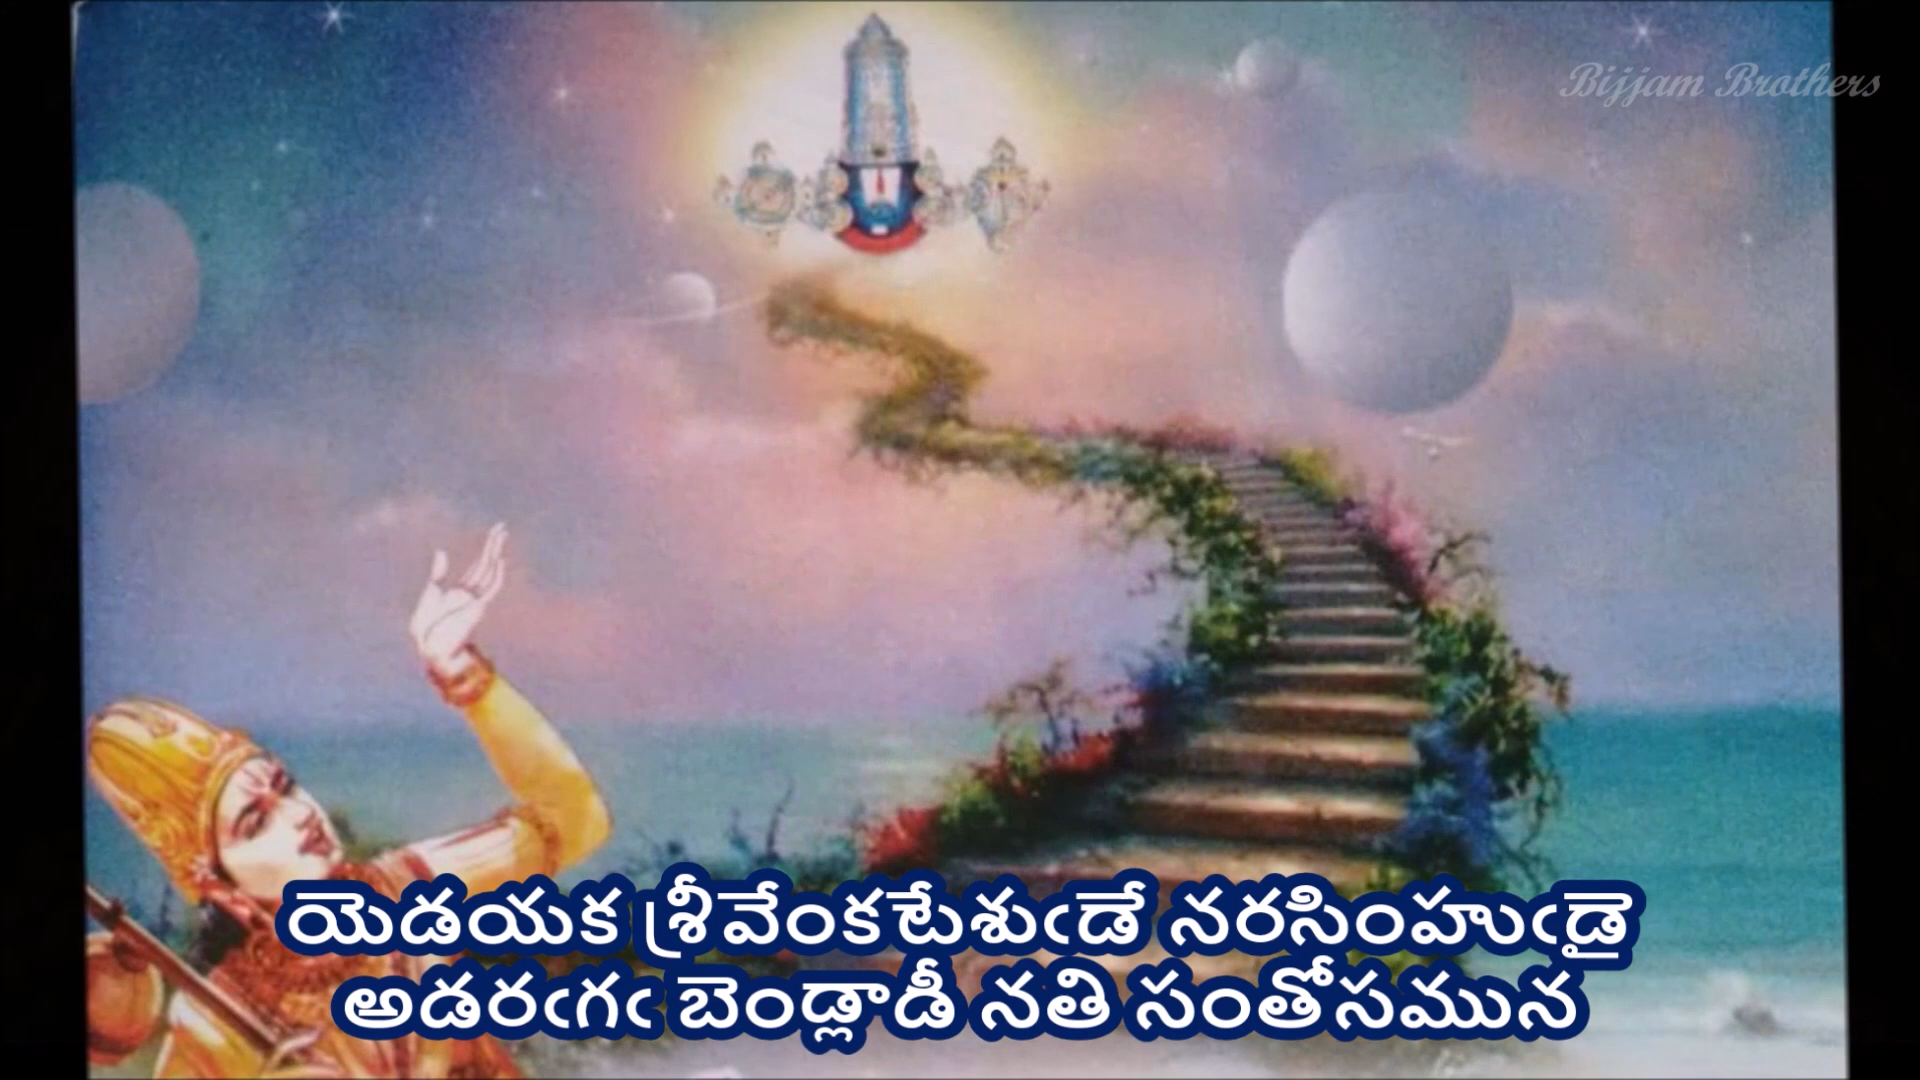 Bijjam Brothers
యెడయక శ్రీవేంకటేశుఁడే నరసింహుఁడై
అడరఁగఁ బెండ్లాడీ నతి సంతోసమున